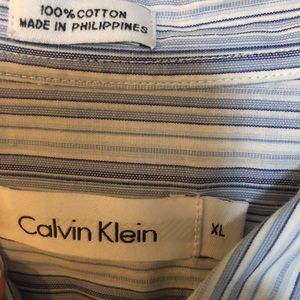 100% COTTON
MADE IN PHILIPPINES
Calvin Klein
XL